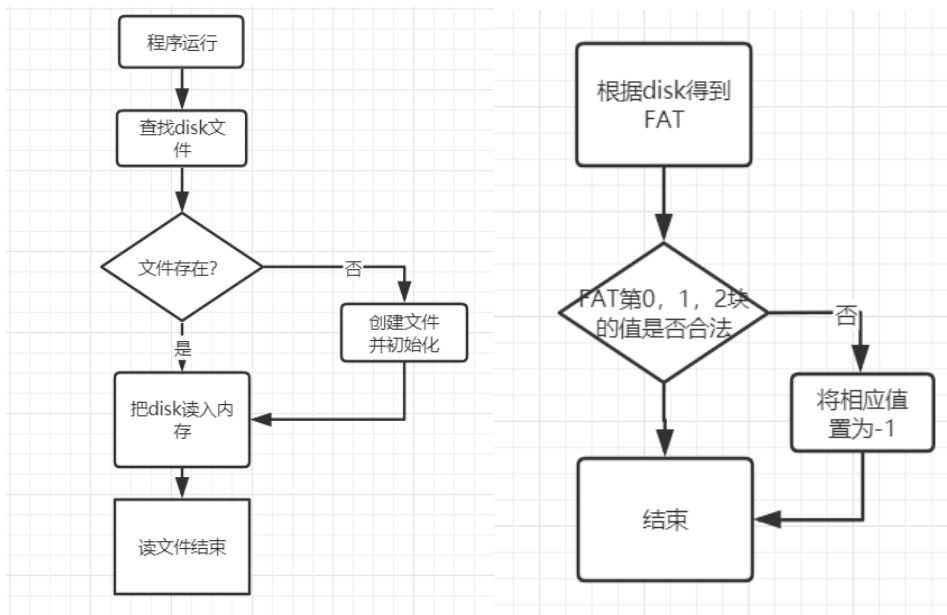 程序运行
查找disk文
件
文件存在?
否
创建文件
并初始化
是
把disk读入内
存
读文件结束
根据disk得到
FAT
FAT第0，1，2块
的值是否合法
否
将相应值
置为-1
结束